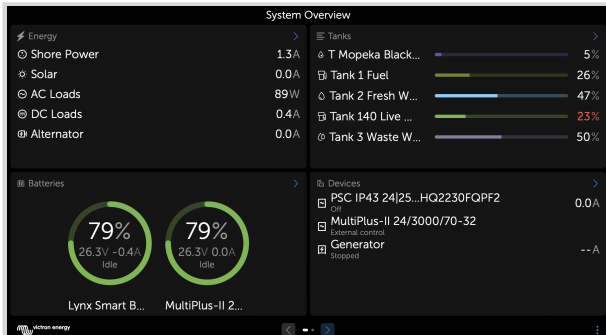 System Overview
Energy
Shore Power 1.3A
Solar 0.0A
AC Loads 89W
DC Loads 0.4A
Alternator 0.0A
Tanks
T Mopeka Black... 5%
Tank 1 Fuel 26%
Tank 2 Fresh W... 47%
Tank 140 Live ... 23%
Tank 3 Waste W... 50%
Batteries
79%
26.3V -0.4A
Idle
Lynx Smart B...
79%
26.3V 0.0A
Idle
MultiPlus-II 2...
Devices
PSC IP43 24|25...HQ2230FQPF2 0.0A
Off
MultiPlus-II 24/3000/70-32
External control
Generator --A
Stopped
victron energy